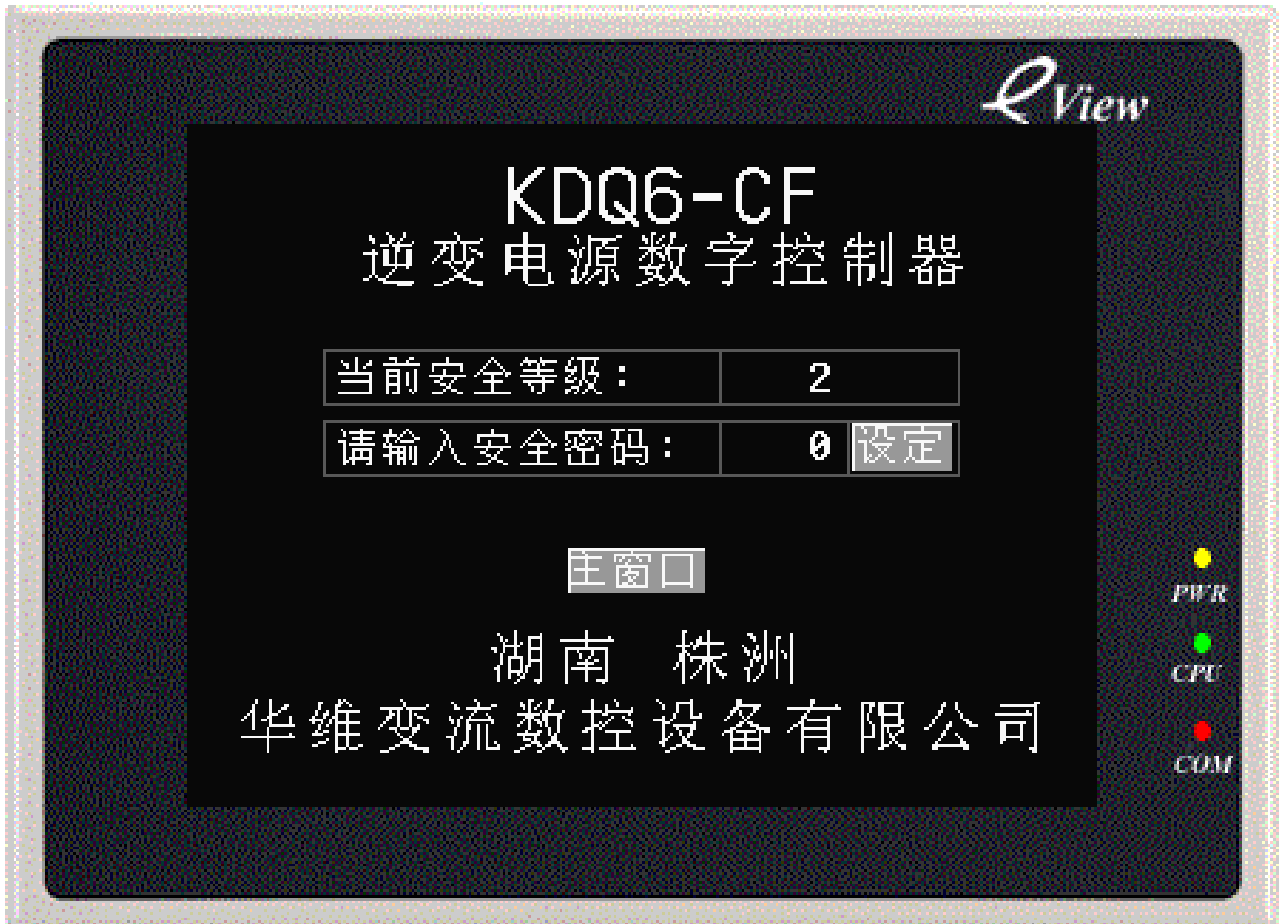 eView
KDQ6-CF
逆变电源数字控制器
当前安全等级: 2
请输入安全密码: 0 设定
主窗口
PWR
湖南 株洲
CPU
华维变流数控设备有限公司
COM